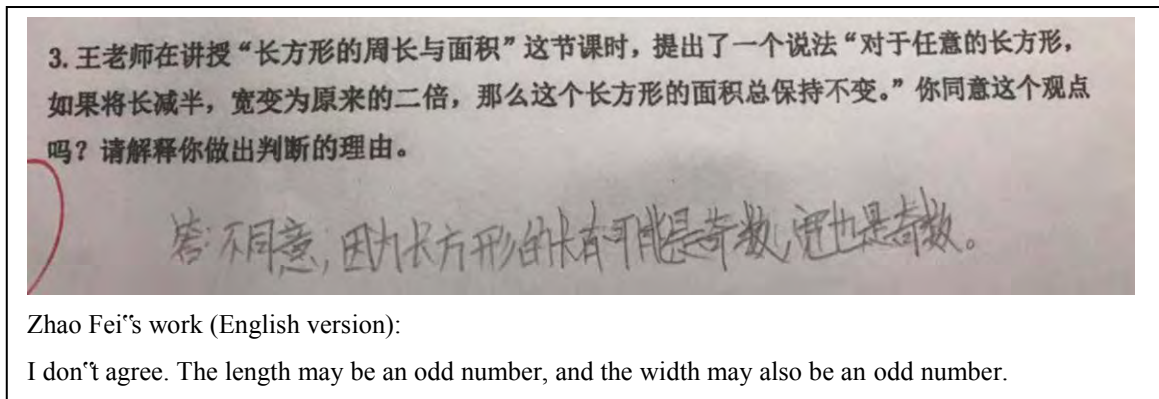 3. 王老师在讲授“长方形的周长与面积”这节课时，提出了一个说法“对于任意的长方形，
如果将长减半，宽变为原来的二倍，那么这个长方形的面积总保持不变。”你同意这个观点
吗？请解释你做出判断的理由。
答:不同意，因为长方形的长有可能是奇数，宽也是奇数。
Zhao Fei‟s work (English version):
I don‟t agree. The length may be an odd number, and the width may also be an odd number.